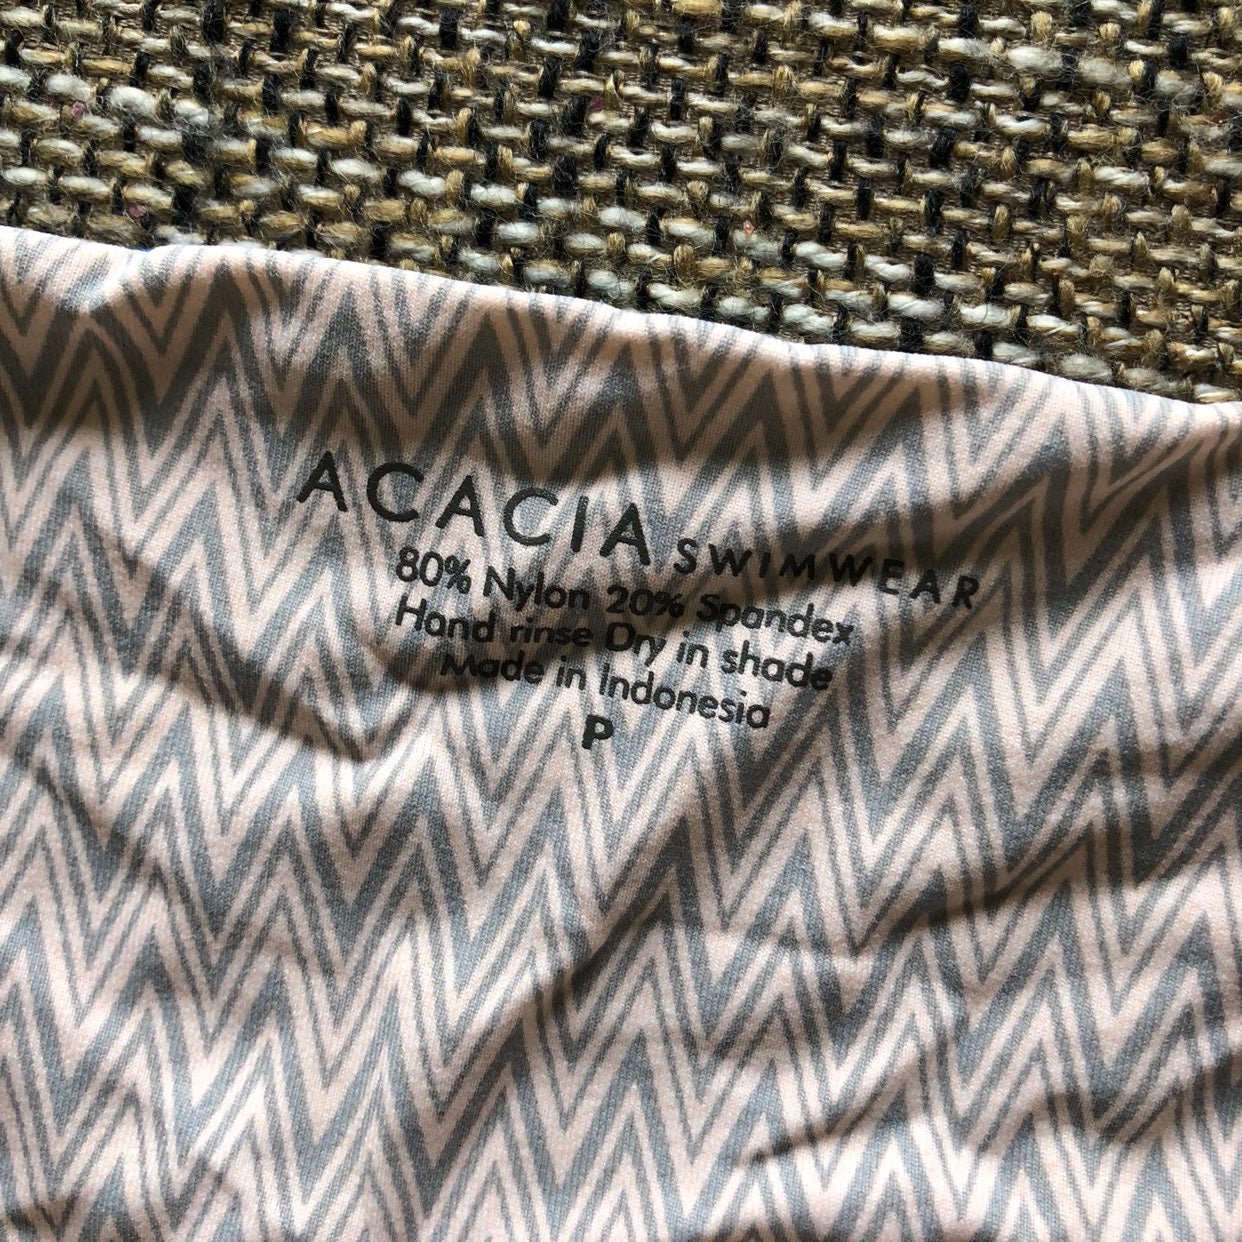 ACACIA SWIMWEAR
80% Nylon 20% Spandex
Hand rinse Dry in shade
Made in Indonesia
P